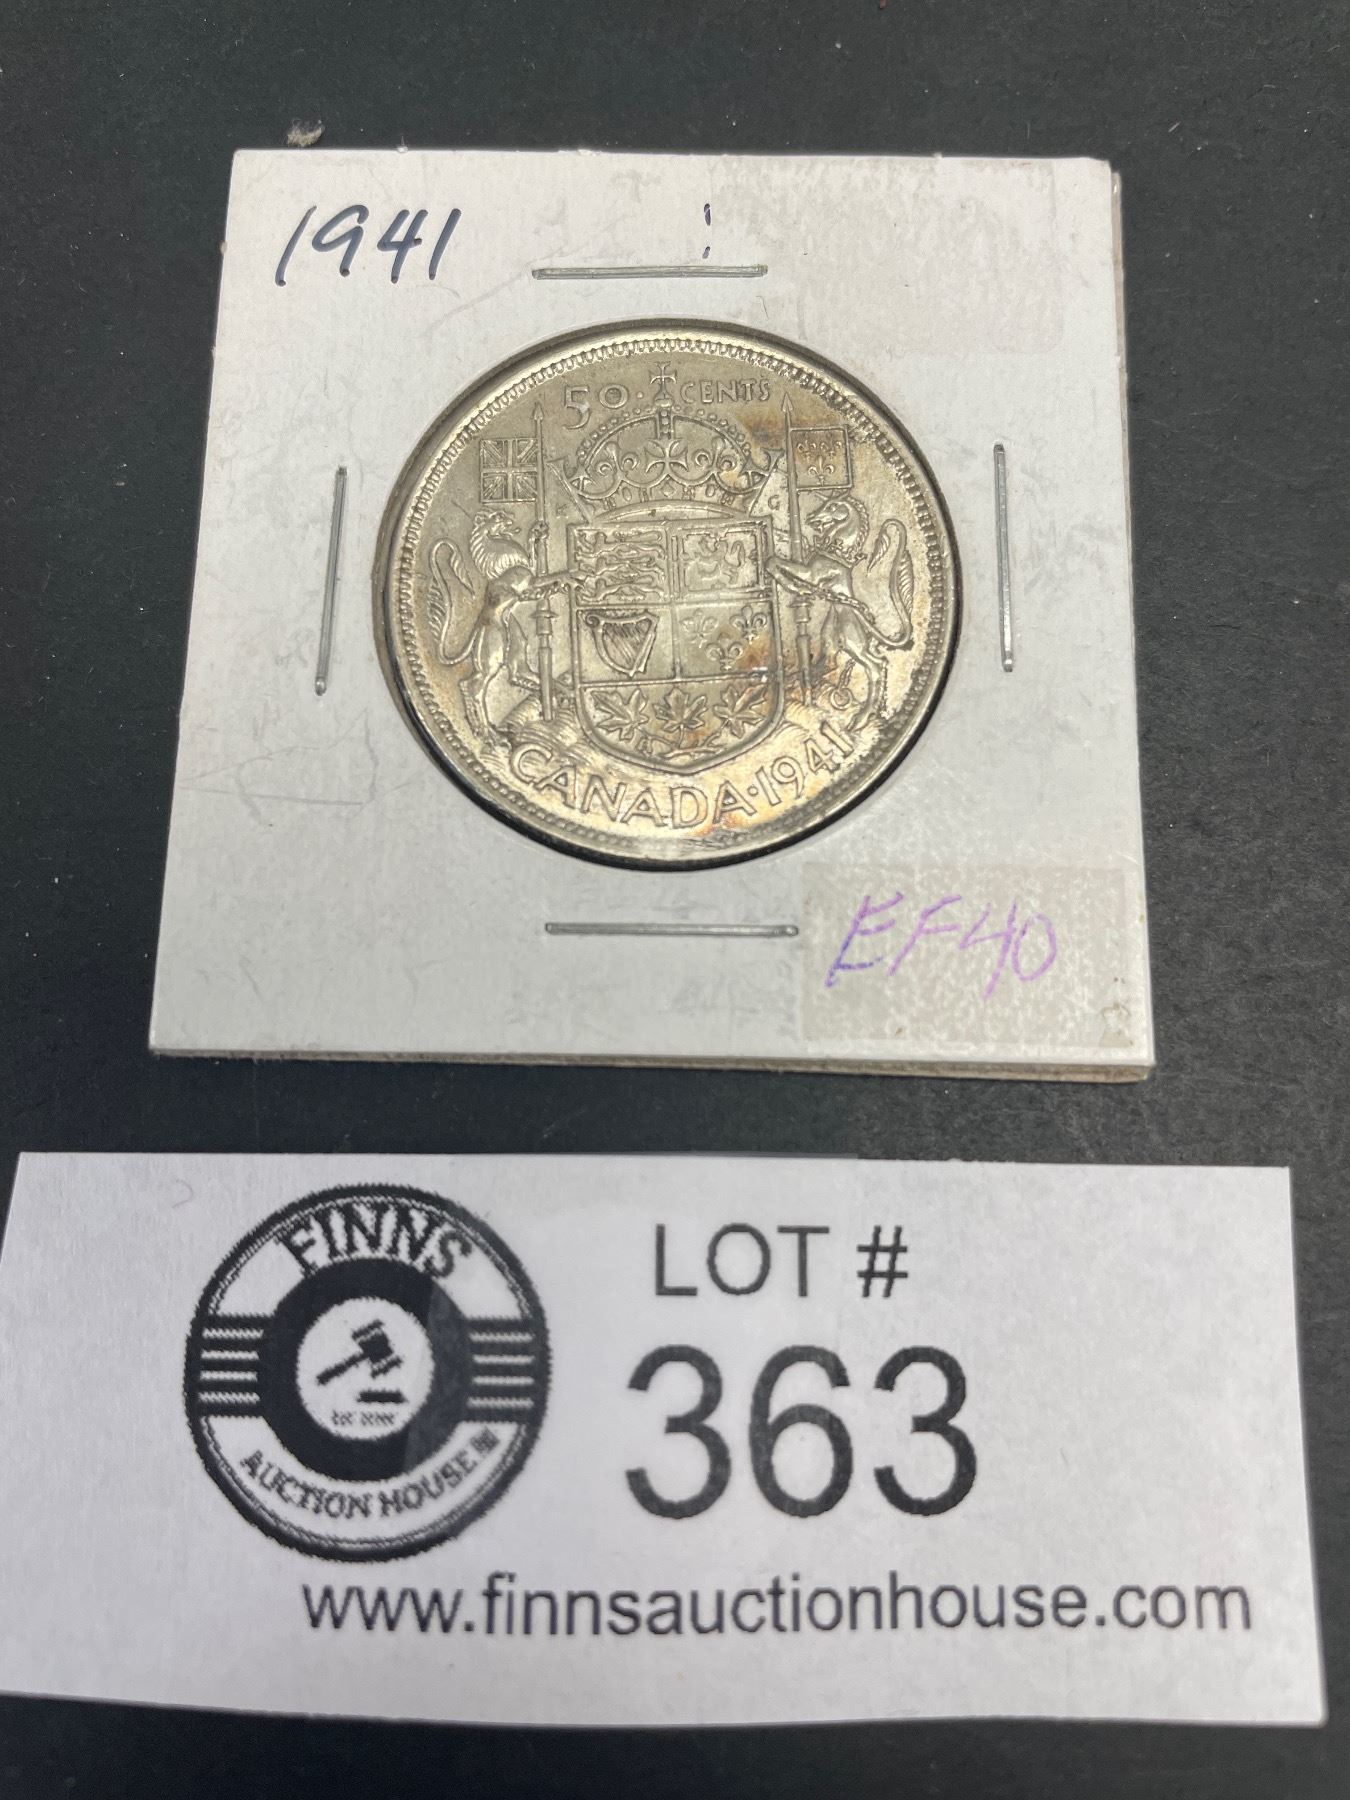 1941
50 · CENTS
K G
CANADA · 1941
EF40
FINNS
AUCTION HOUSE
LOT #
363
www.finnsauctionhouse.com